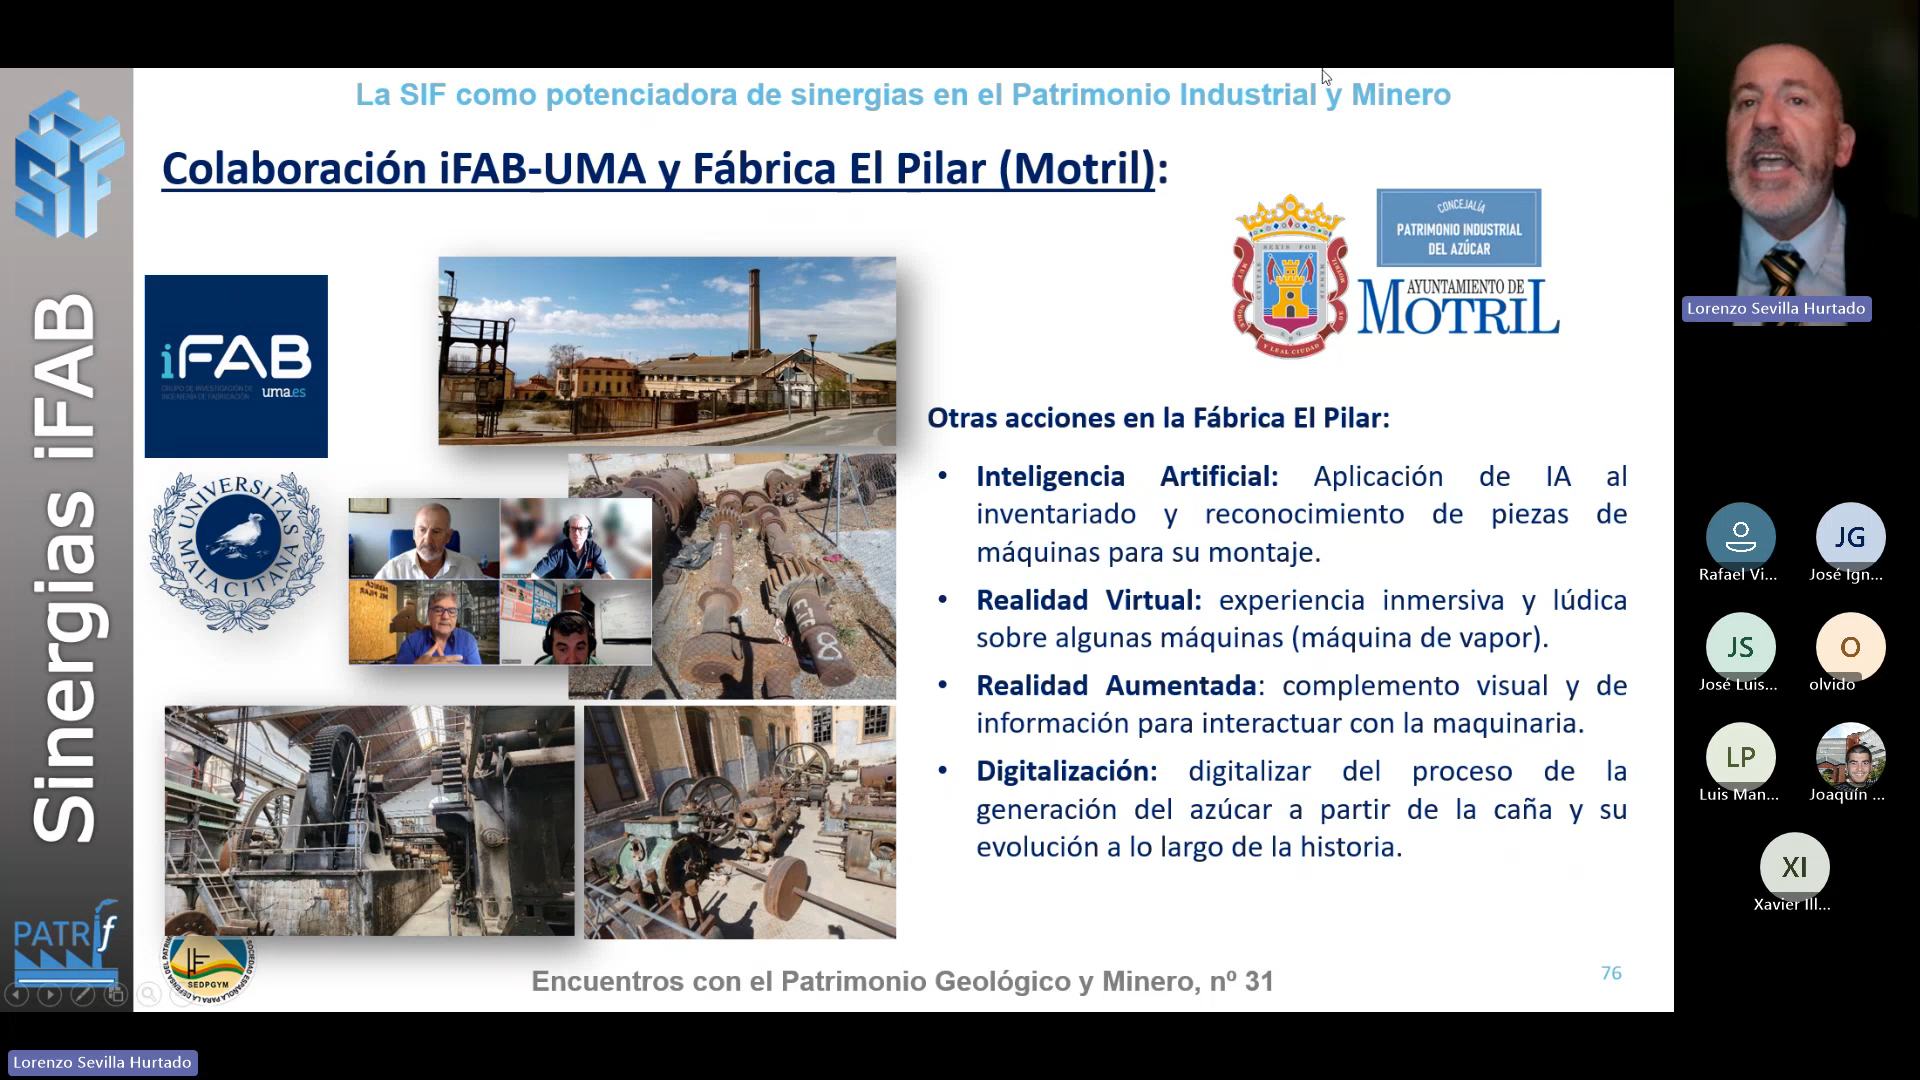 La SIF como potenciadora de sinergias en el Patrimonio Industrial y Minero
Colaboración iFAB-UMA y Fábrica El Pilar (Motril):
SIF
Sinergias iFAB
PATRif
iFAB
GRUPO DE INVESTIGACIÓN DE
INGENIERÍA DE FABRICACIÓN
uma.es
UNIVERSITAS
MALACITANA
CONCEJALÍA
PATRIMONIO INDUSTRIAL
DEL AZÚCAR
AYUNTAMIENTO DE
MOTRIL
Y LEAL CIUDAD
Otras acciones en la Fábrica El Pilar:
• Inteligencia Artificial: Aplicación de IA al
inventariado y reconocimiento de piezas de
máquinas para su montaje.
• Realidad Virtual: experiencia inmersiva y lúdica
sobre algunas máquinas (máquina de vapor).
• Realidad Aumentada: complemento visual y de
información para interactuar con la maquinaria.
• Digitalización: digitalizar del proceso de la
generación del azúcar a partir de la caña y su
evolución a lo largo de la historia.
SEDPGYM
Encuentros con el Patrimonio Geológico y Minero, nº 31
76
Lorenzo Sevilla Hurtado
Rafael Vi...
JG
José Ign...
JS
José Luis...
O
olvido
LP
Luis Man...
Joaquín ...
XI
Xavier Ill...
Lorenzo Sevilla Hurtado